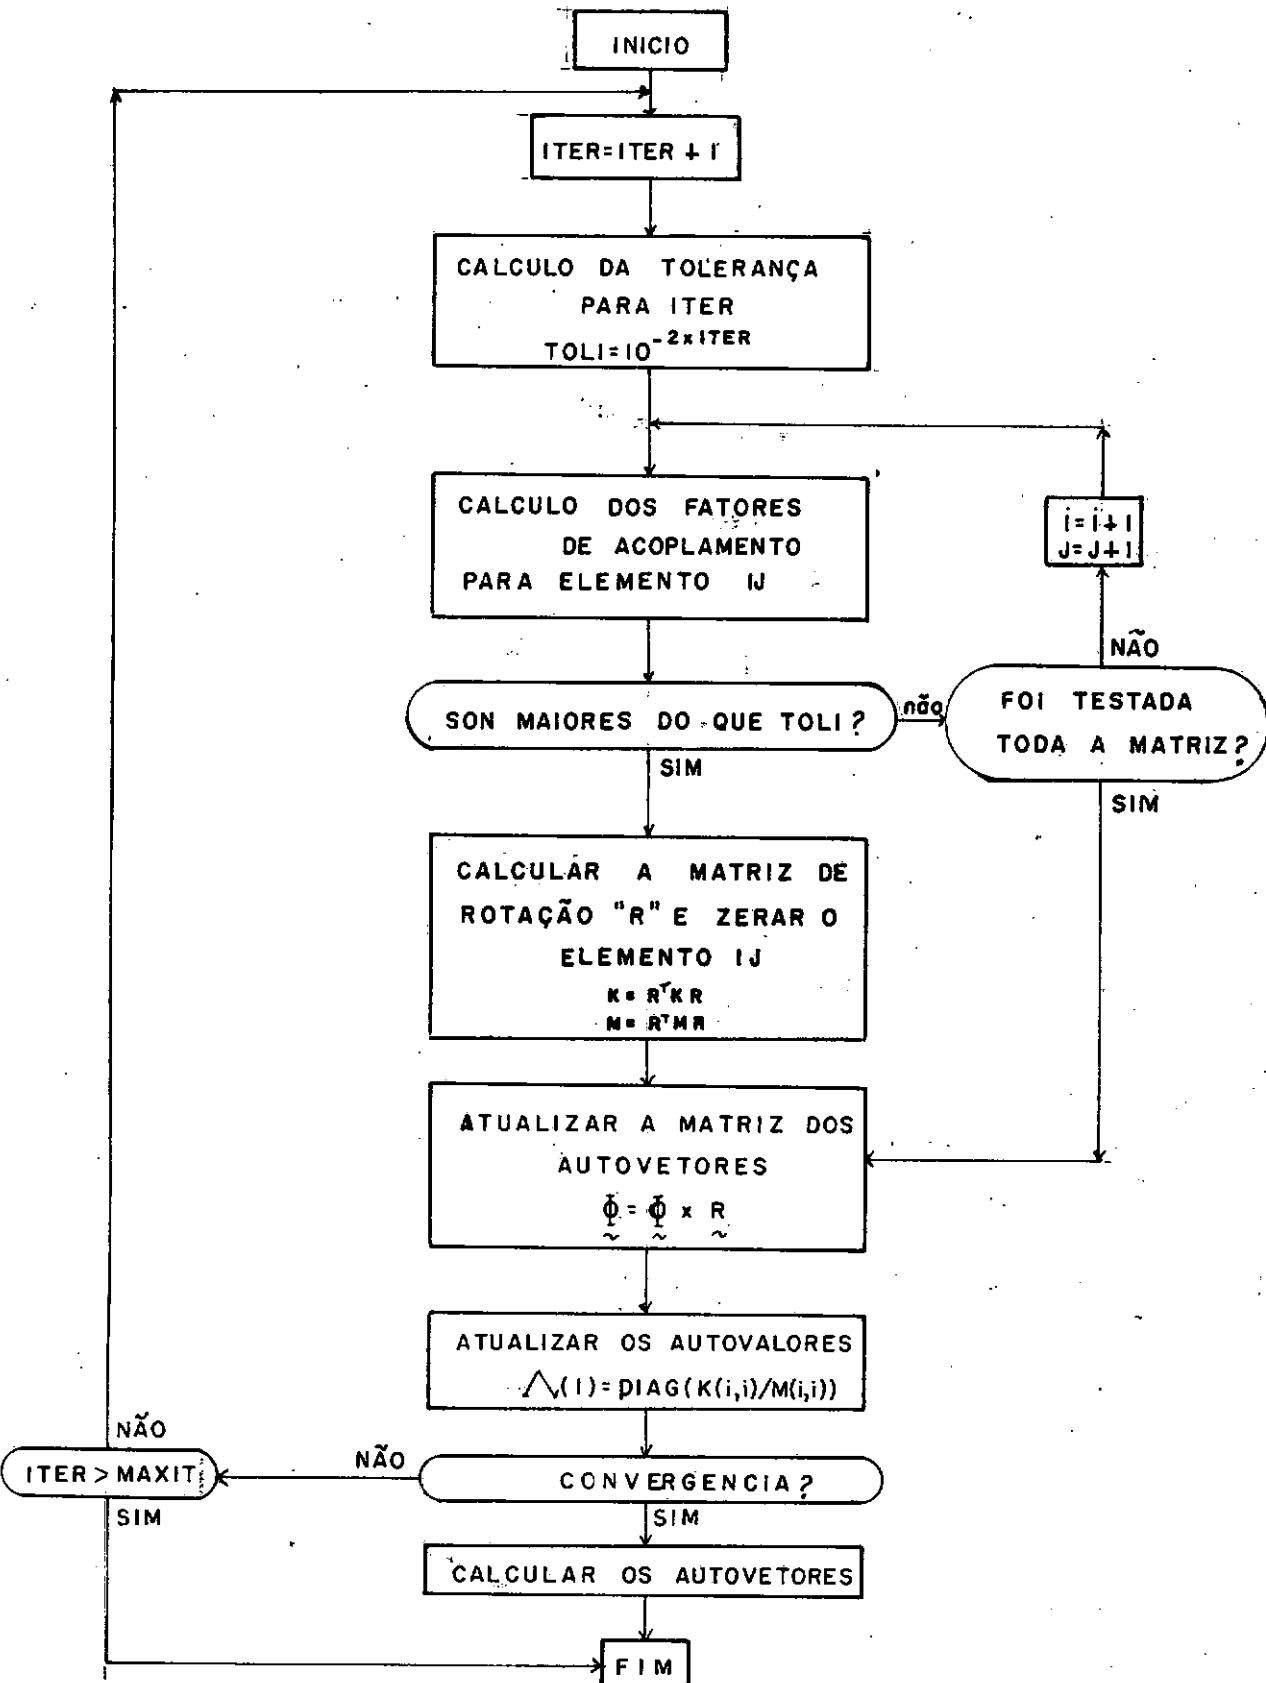 INICIO
ITER=ITER + 1
CALCULO DA TOLERANÇA
PARA ITER
TOLI=10^-2xITER
CALCULO DOS FATORES
DE ACOPLAMENTO
PARA ELEMENTO IJ
i=i+1
J=J+1
NÃO
SON MAIORES DO QUE TOLI?
não
FOI TESTADA
TODA A MATRIZ?
SIM
SIM
CALCULAR A MATRIZ DE
ROTAÇÃO "R" E ZERAR O
ELEMENTO IJ
K = RᵀKR
M = RᵀMR
ATUALIZAR A MATRIZ DOS
AUTOVETORES
Φ = Φ x R
ATUALIZAR OS AUTOVALORES
Λ(I)=DIAG(K(i,i)/M(i,i))
NÃO
ITER>MAXIT
NÃO
CONVERGENCIA?
SIM
SIM
CALCULAR OS AUTOVETORES
FIM